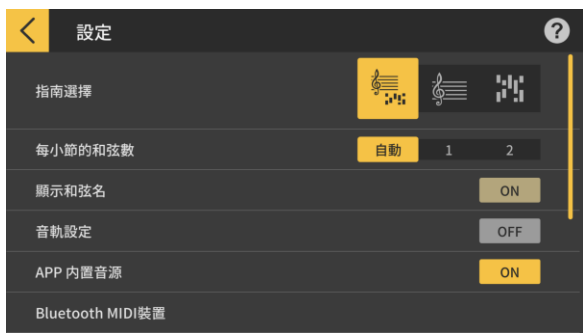 設定
?
指南選擇
每小節的和弦數
自動 1 2
顯示和弦名
ON
音軌設定
OFF
APP 內置音源
ON
Bluetooth MIDI裝置